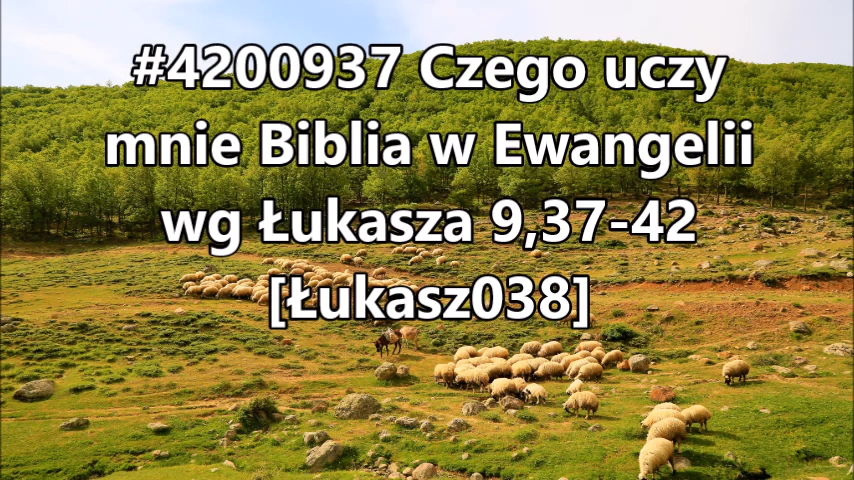 #4200937 Czego uczy
mnie Biblia w Ewangelii
wg Łukasza 9,37-42
[Łukasz038]